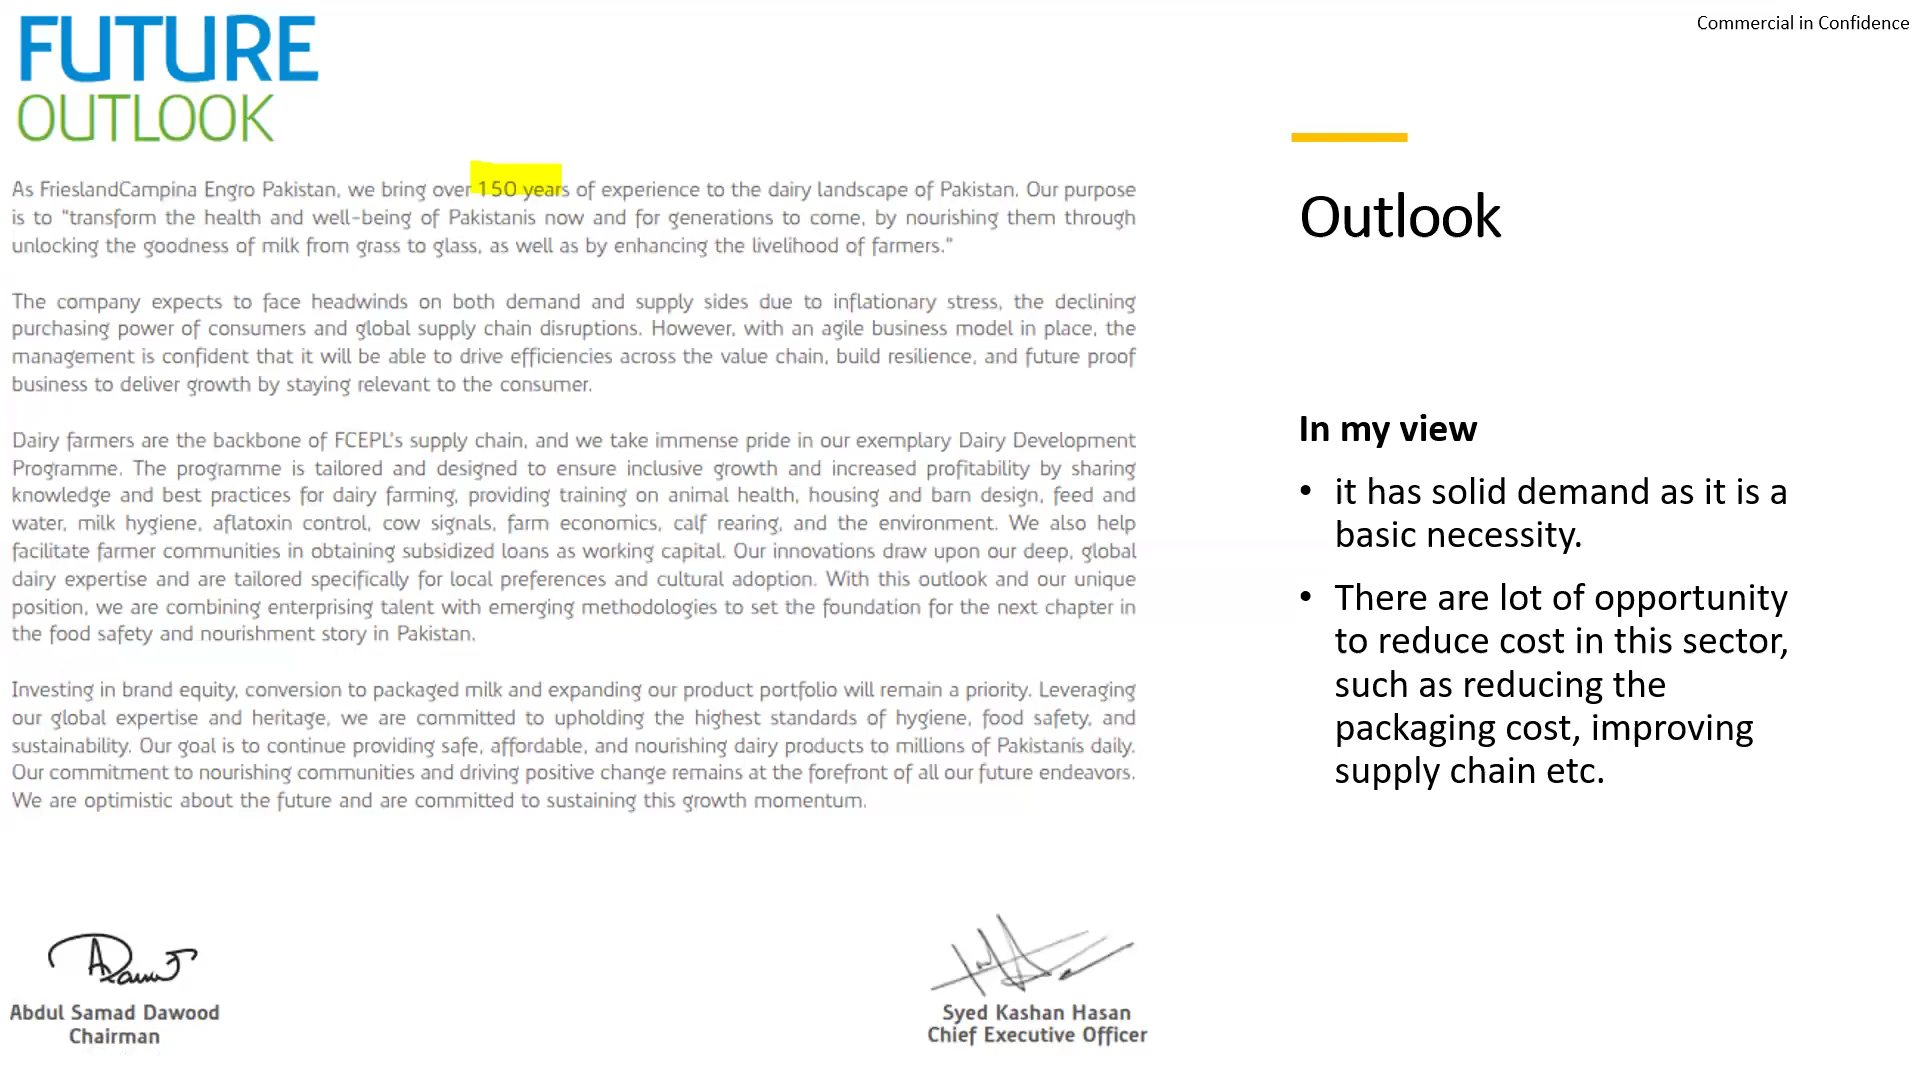 Commercial in Confidence
FUTURE
OUTLOOK
As FrieslandCampina Engro Pakistan, we bring over 150 years of experience to the dairy landscape of Pakistan. Our purpose
is to "transform the health and well-being of Pakistanis now and for generations to come, by nourishing them through
unlocking the goodness of milk from grass to glass, as well as by enhancing the livelihood of farmers."
The company expects to face headwinds on both demand and supply sides due to inflationary stress, the declining
purchasing power of consumers and global supply chain disruptions. However, with an agile business model in place, the
management is confident that it will be able to drive efficiencies across the value chain, build resilience, and future proof
business to deliver growth by staying relevant to the consumer.
Dairy farmers are the backbone of FCEPL's supply chain, and we take immense pride in our exemplary Dairy Development
Programme. The programme is tailored and designed to ensure inclusive growth and increased profitability by sharing
knowledge and best practices for dairy farming, providing training on animal health, housing and barn design, feed and
water, milk hygiene, aflatoxin control, cow signals, farm economics, calf rearing, and the environment. We also help
facilitate farmer communities in obtaining subsidized loans as working capital. Our innovations draw upon our deep, global
dairy expertise and are tailored specifically for local preferences and cultural adoption. With this outlook and our unique
position, we are combining enterprising talent with emerging methodologies to set the foundation for the next chapter in
the food safety and nourishment story in Pakistan.
Investing in brand equity, conversion to packaged milk and expanding our product portfolio will remain a priority. Leveraging
our global expertise and heritage, we are committed to upholding the highest standards of hygiene, food safety, and
sustainability. Our goal is to continue providing safe, affordable, and nourishing dairy products to millions of Pakistanis daily.
Our commitment to nourishing communities and driving positive change remains at the forefront of all our future endeavors.
We are optimistic about the future and are committed to sustaining this growth momentum.
Abdul Samad Dawood
Chairman
Syed Kashan Hasan
Chief Executive Officer
Outlook
In my view
• it has solid demand as it is a
basic necessity.
• There are lot of opportunity
to reduce cost in this sector,
such as reducing the
packaging cost, improving
supply chain etc.